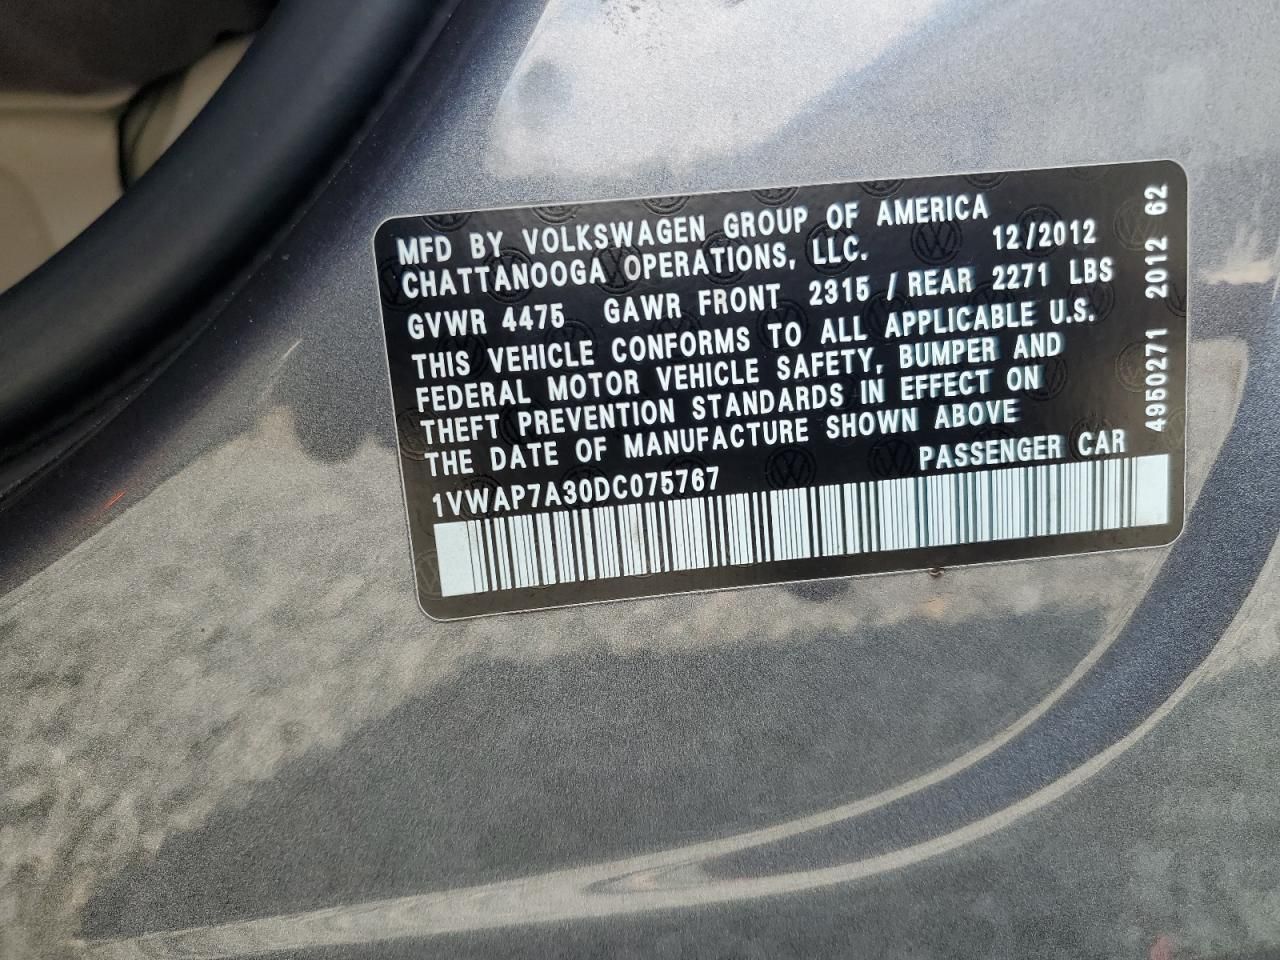 MFD BY VOLKSWAGEN GROUP OF AMERICA
CHATTANOOGA OPERATIONS, LLC. 12/2012
GVWR 4475 GAWR FRONT 2315 / REAR 2271 LBS
THIS VEHICLE CONFORMS TO ALL APPLICABLE U.S.
FEDERAL MOTOR VEHICLE SAFETY, BUMPER AND
THEFT PREVENTION STANDARDS IN EFFECT ON
THE DATE OF MANUFACTURE SHOWN ABOVE
1VWAP7A30DC075767 PASSENGER CAR
4950271 2012 62